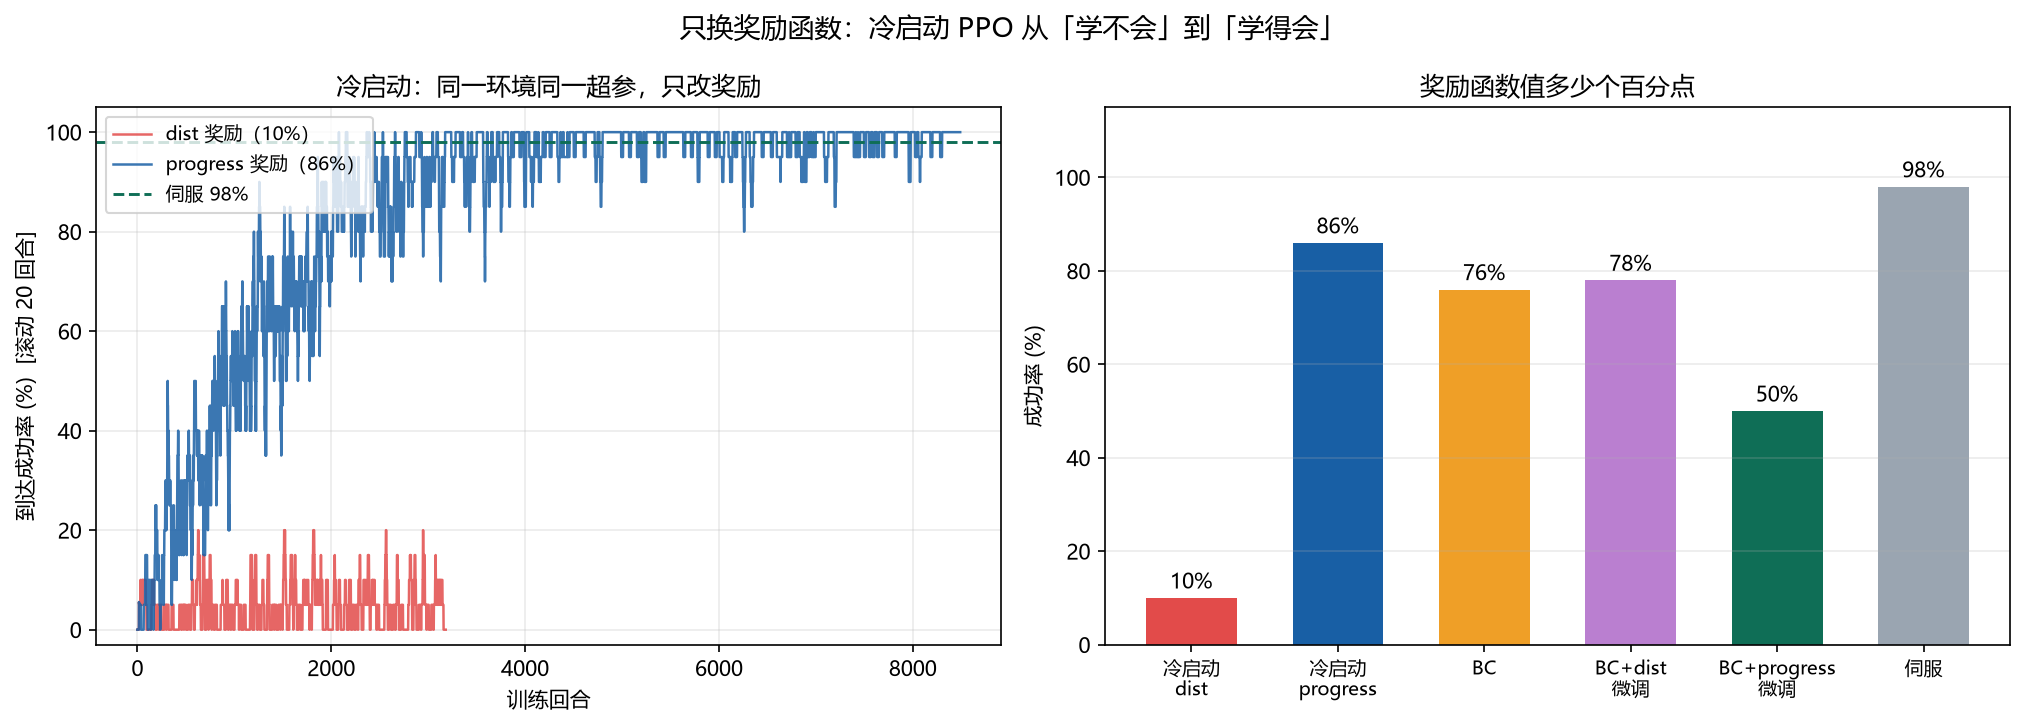 只换奖励函数：冷启动 PPO 从「学不会」到「学得会」
冷启动：同一环境同一超参，只改奖励
dist 奖励（10%）
progress 奖励（86%）
伺服 98%
到达成功率 (%)  [滚动 20 回合]
100
80
60
40
20
0
0
2000
4000
6000
8000
训练回合
奖励函数值多少个百分点
成功率 (%)
100
80
60
40
20
0
10%
86%
76%
78%
50%
98%
冷启动
dist
冷启动
progress
BC
BC+dist
微调
BC+progress
微调
伺服